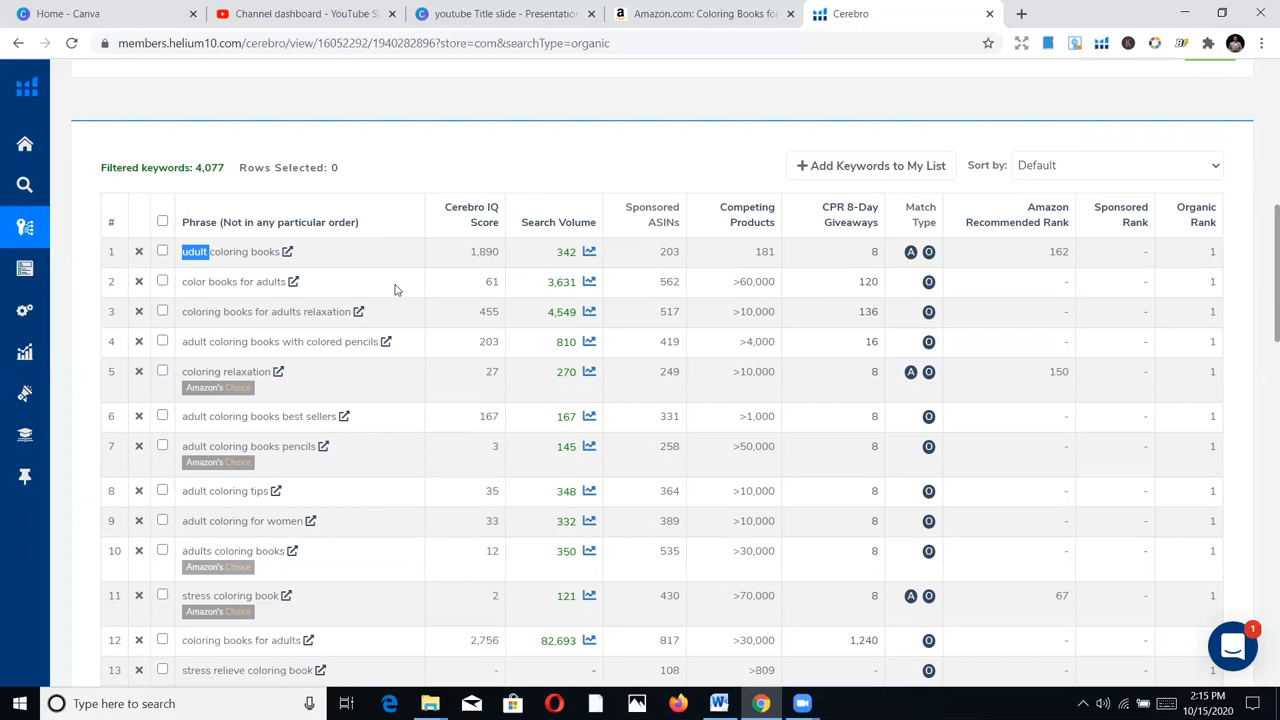 Home - Canva
Channel dashboard - YouTube S
youtube Title slide - Presentation
Amazon.com: Coloring Books for
Cerebro
members.helium10.com/cerebro/view/16052292/1940282896?store=com&searchType=organic
Filtered keywords: 4,077 Rows Selected: 0
+ Add Keywords to My List Sort by: Default
# Phrase (Not in any particular order) Cerebro IQ Score Search Volume Sponsored ASINs Competing Products CPR 8-Day Giveaways Match Type Amazon Recommended Rank Sponsored Rank Organic Rank
1 udult coloring books 1,890 342 203 181 8 A O 162 - 1
2 color books for adults 61 3,631 562 >60,000 120 O - - 1
3 coloring books for adults relaxation 455 4,549 517 >10,000 136 O - - 1
4 adult coloring books with colored pencils 203 810 419 >4,000 16 O - - 1
5 coloring relaxation 27 270 249 >10,000 8 A O 150 - 1
Amazon's Choice
6 adult coloring books best sellers 167 167 331 >1,000 8 O - - 1
7 adult coloring books pencils 3 145 258 >50,000 8 O - - 1
Amazon's Choice
8 adult coloring tips 35 348 364 >10,000 8 O - - 1
9 adult coloring for women 33 332 389 >10,000 8 O - - 1
10 adults coloring books 12 350 535 >30,000 8 O - - 1
Amazon's Choice
11 stress coloring book 2 121 430 >70,000 8 A O 67 - 1
Amazon's Choice
12 coloring books for adults 2,756 82,693 817 >30,000 1,240 O - - 1
13 stress relieve coloring book - - 108 >809 - O - - 1
1
Type here to search
2:15 PM
10/15/2020